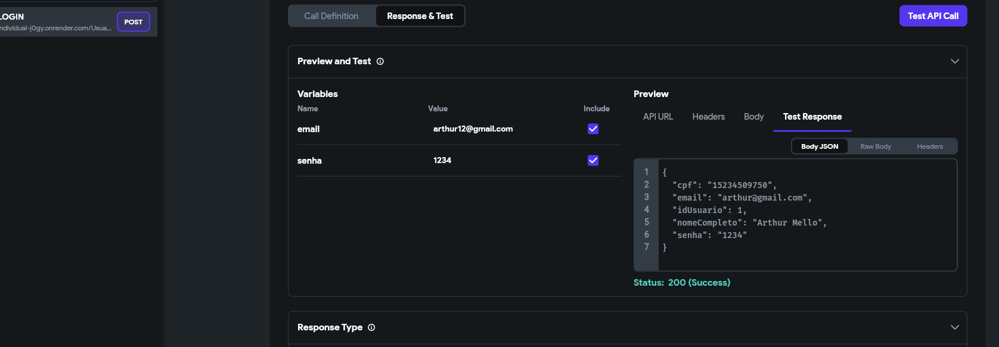 LOGIN
ndividual-j0gy.onrender.com/Usua...
POST
Call Definition
Response & Test
Test API Call
Preview and Test
Variables
Name
Value
Include
email
arthur12@gmail.com
senha
1234
Preview
API URL
Headers
Body
Test Response
Body JSON
Raw Body
Headers
1 {
2 "cpf": "15234509750",
3 "email": "arthur@gmail.com",
4 "idUsuario": 1,
5 "nomeCompleto": "Arthur Mello",
6 "senha": "1234"
7 }
Status: 200 (Success)
Response Type